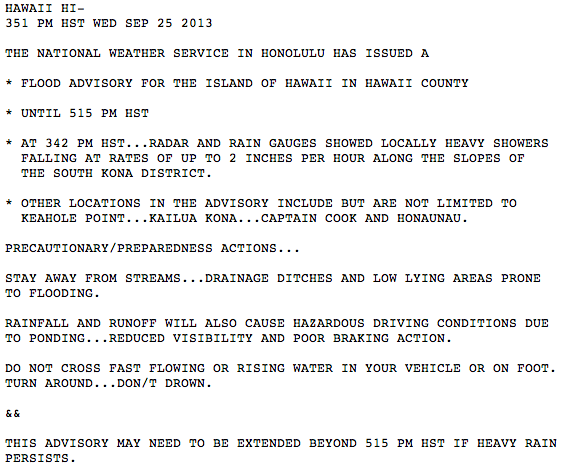 HAWAII HI-
351 PM HST WED SEP 25 2013
THE NATIONAL WEATHER SERVICE IN HONOLULU HAS ISSUED A
* FLOOD ADVISORY FOR THE ISLAND OF HAWAII IN HAWAII COUNTY
* UNTIL 515 PM HST
* AT 342 PM HST...RADAR AND RAIN GAUGES SHOWED LOCALLY HEAVY SHOWERS
FALLING AT RATES OF UP TO 2 INCHES PER HOUR ALONG THE SLOPES OF
THE SOUTH KONA DISTRICT.
* OTHER LOCATIONS IN THE ADVISORY INCLUDE BUT ARE NOT LIMITED TO
KEAHOLE POINT...KAILUA KONA...CAPTAIN COOK AND HONAUNAU.
PRECAUTIONARY/PREPAREDNESS ACTIONS...
STAY AWAY FROM STREAMS...DRAINAGE DITCHES AND LOW LYING AREAS PRONE
TO FLOODING.
RAINFALL AND RUNOFF WILL ALSO CAUSE HAZARDOUS DRIVING CONDITIONS DUE
TO PONDING...REDUCED VISIBILITY AND POOR BRAKING ACTION.
DO NOT CROSS FAST FLOWING OR RISING WATER IN YOUR VEHICLE OR ON FOOT.
TURN AROUND...DON/T DROWN.
&&
THIS ADVISORY MAY NEED TO BE EXTENDED BEYOND 515 PM HST IF HEAVY RAIN
PERSISTS.